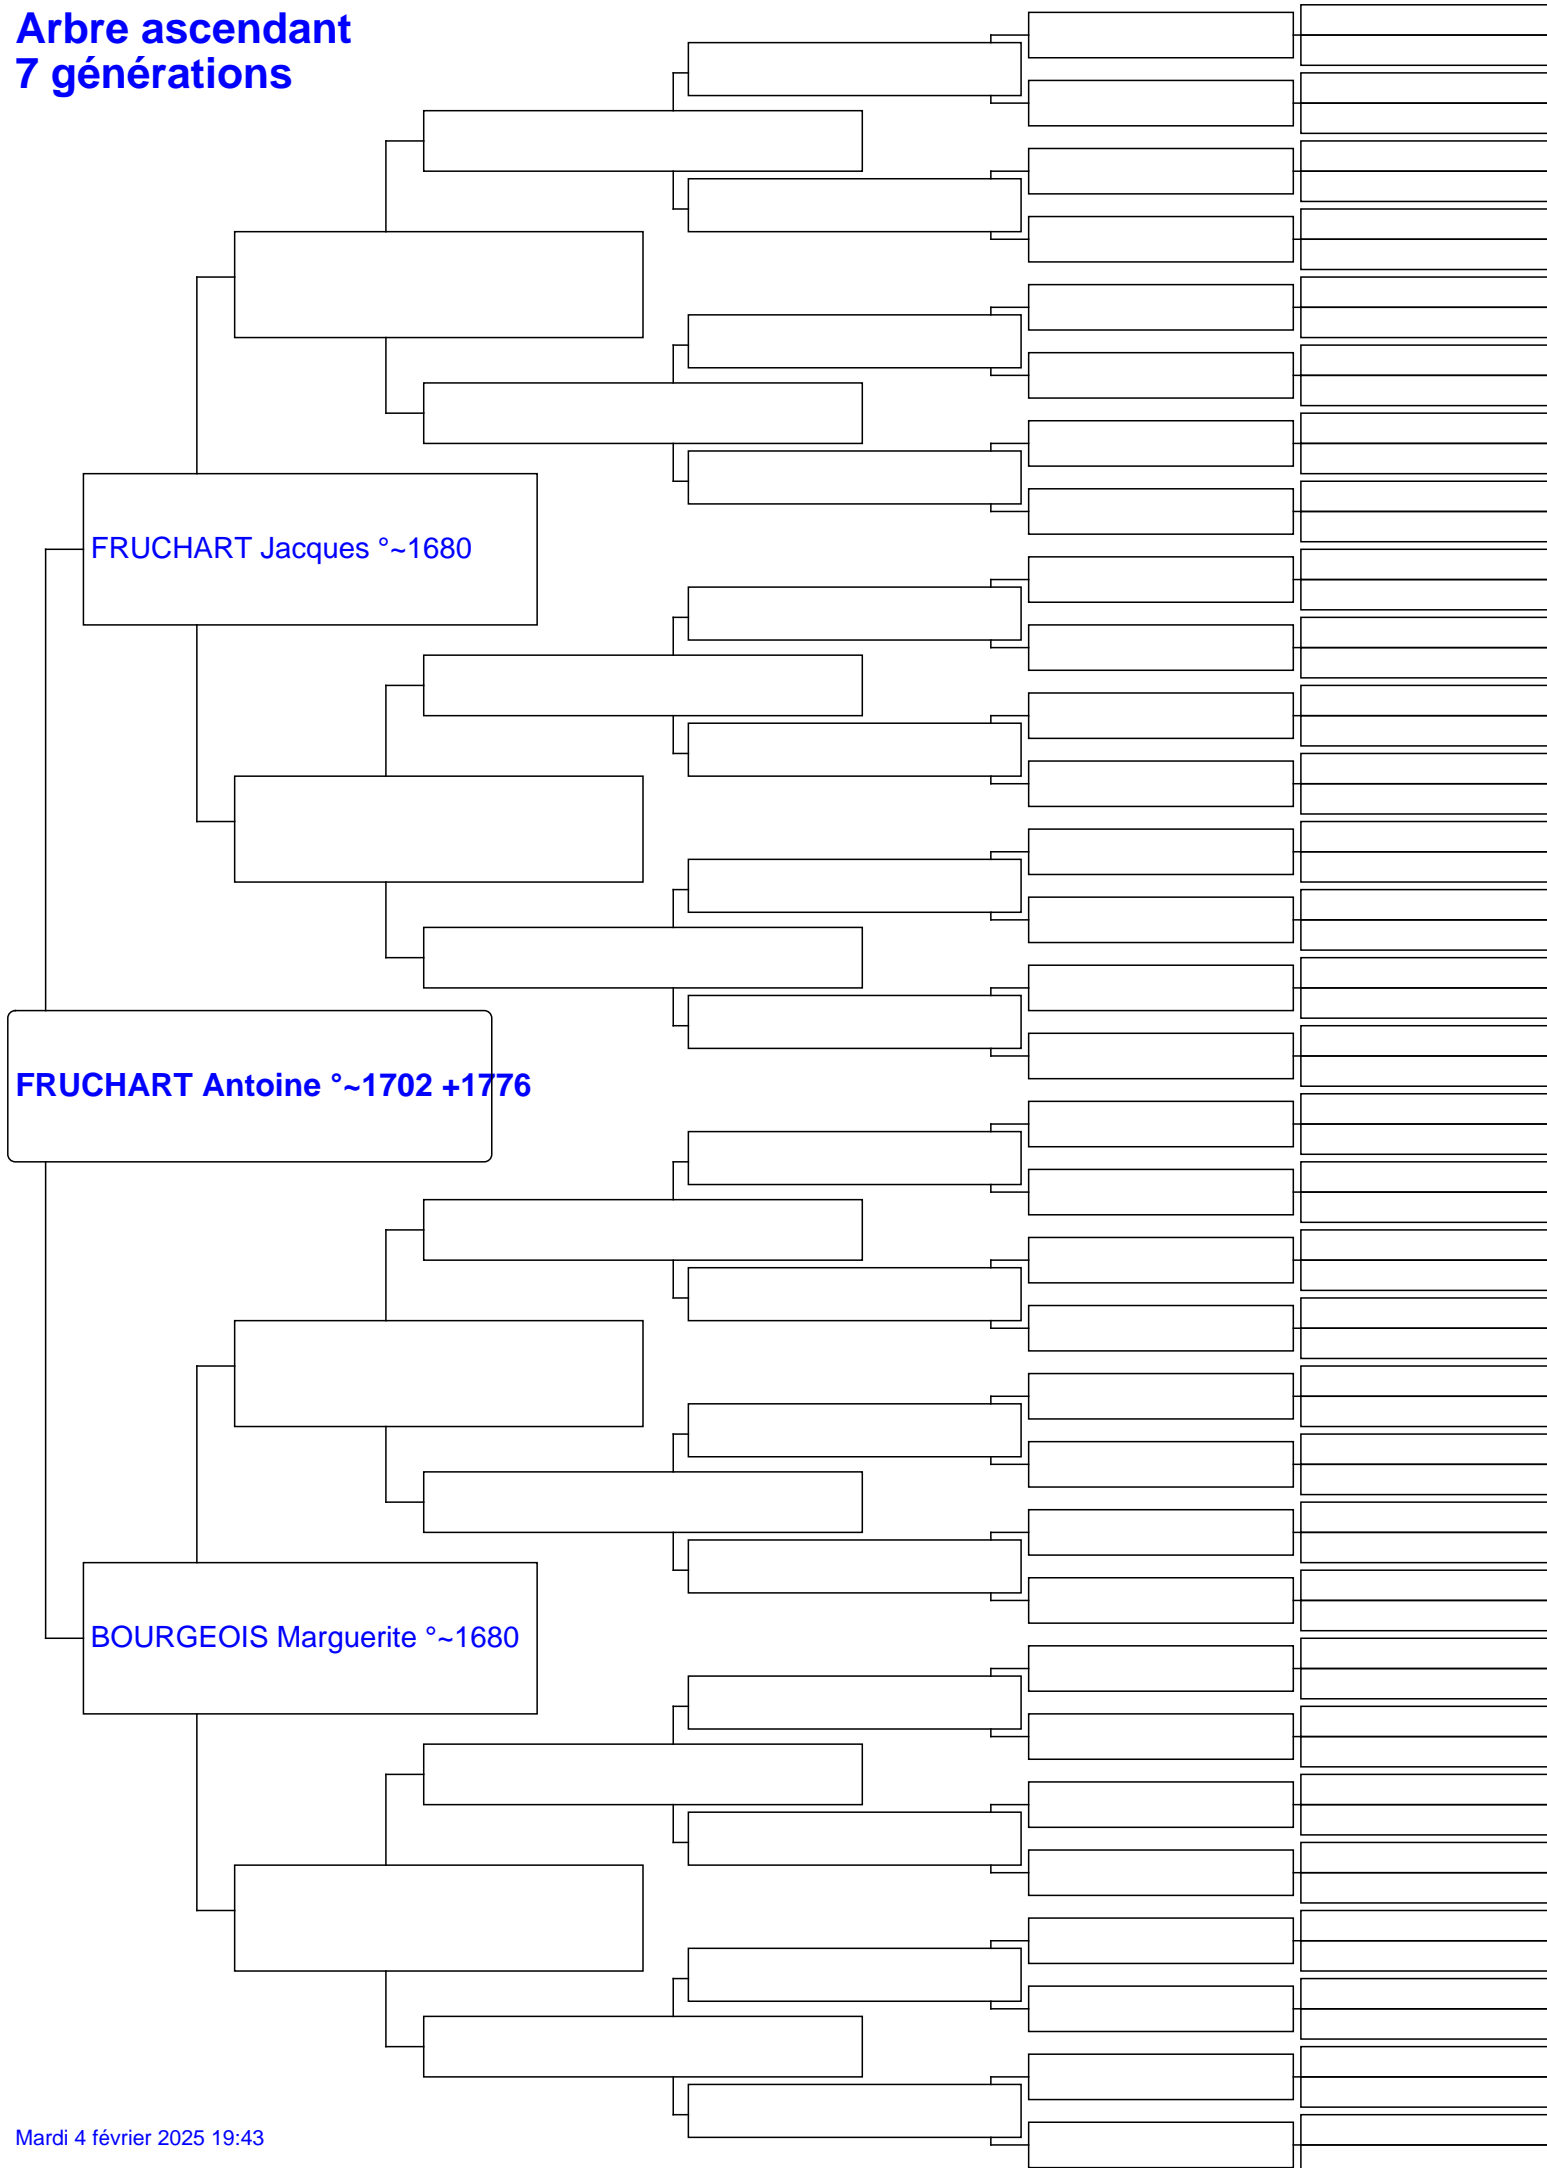 Arbre ascendant
7 générations
FRUCHART Jacques °~1680
FRUCHART Antoine °~1702 +1776
BOURGEOIS Marguerite °~1680
Mardi 4 février 2025 19:43